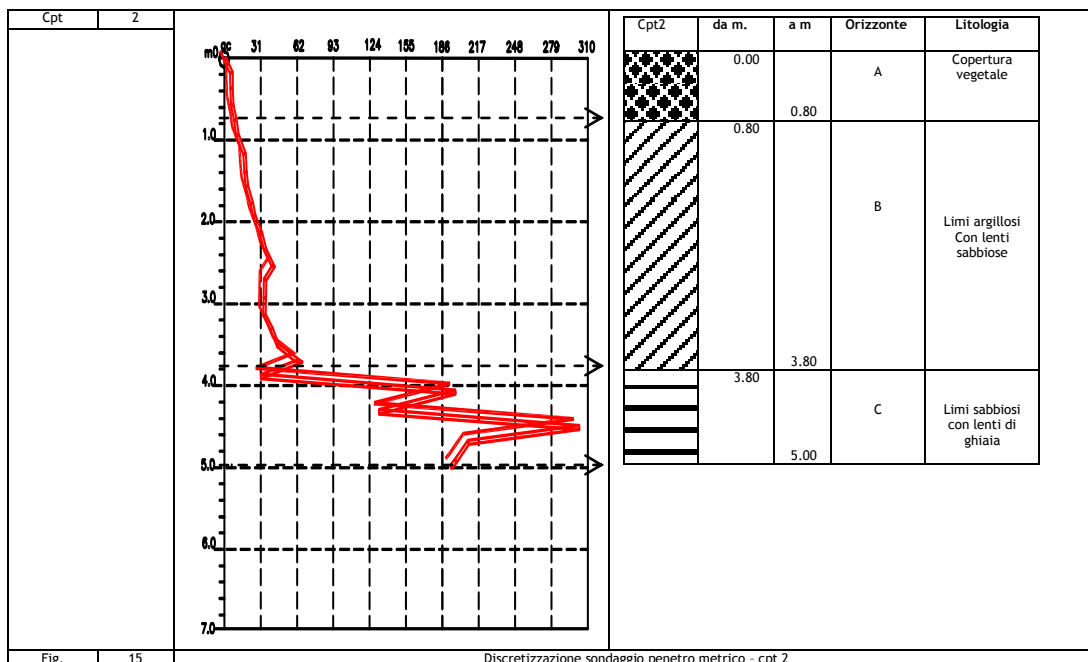 Cpt 2
qc 31 62 93 124 155 186 217 248 279 310
m0
1.0
2.0
3.0
4.0
5.0
6.0
7.0
Cpt2 da m. a m Orizzonte Litologia
0.00 0.80 A Copertura
vegetale
0.80 3.80 B Limi argillosi
Con lenti
sabbiose
3.80 5.00 C Limi sabbiosi
con lenti di
ghiaia
Fig. 15 Discretizzazione sondaggio penetro metrico - cpt 2